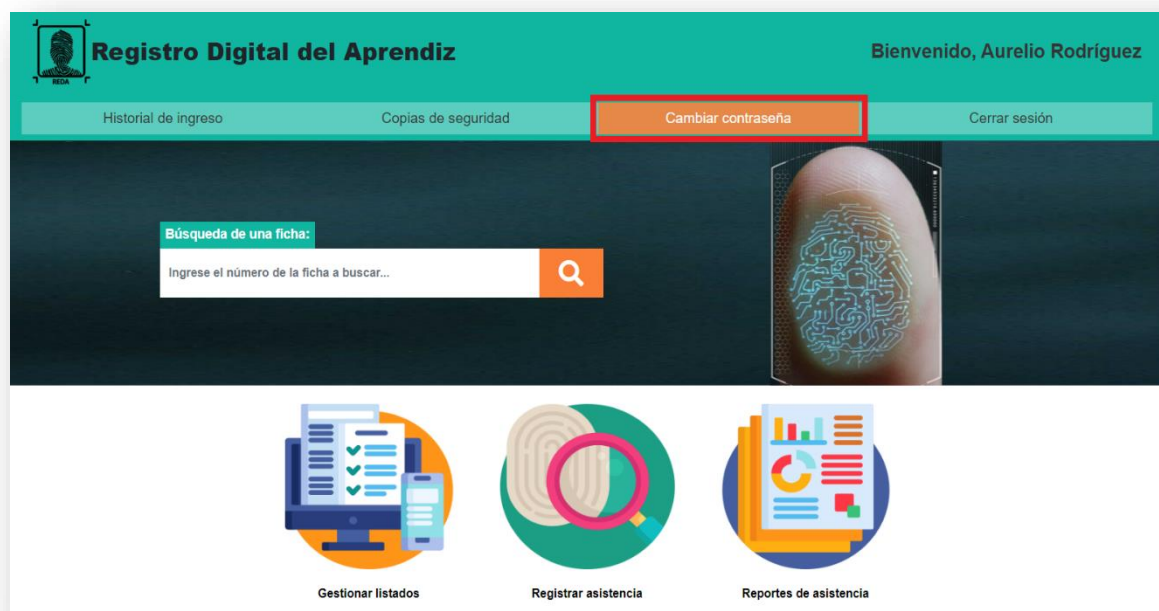 REDA
Registro Digital del Aprendiz
Bienvenido, Aurelio Rodríguez
Historial de ingreso
Copias de seguridad
Cambiar contraseña
Cerrar sesión
Búsqueda de una ficha:
Ingrese el número de la ficha a buscar...
Gestionar listados
Registrar asistencia
Reportes de asistencia